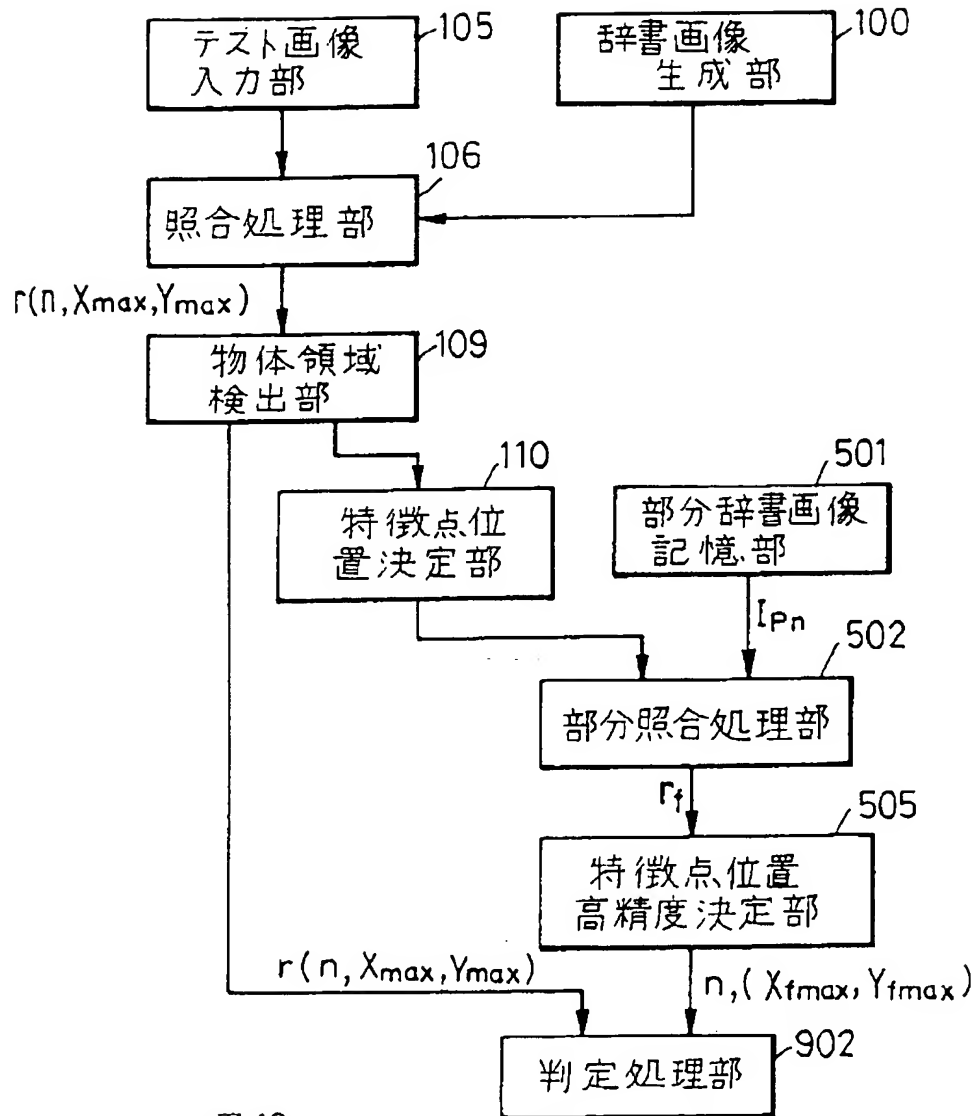 テスト画像
入力部
105
辞書画像
生成部
100
106
照合処理部
r(n,Xmax,Ymax)
物体領域
検出部
109
110
特徴点位
置決定部
501
部分辞書画像
記憶部
IPn
502
部分照合処理部
rf
505
特徴点位置
高精度決定部
r(n,Xmax,Ymax)
n,(Xfmax,Yfmax)
判定処理部
902